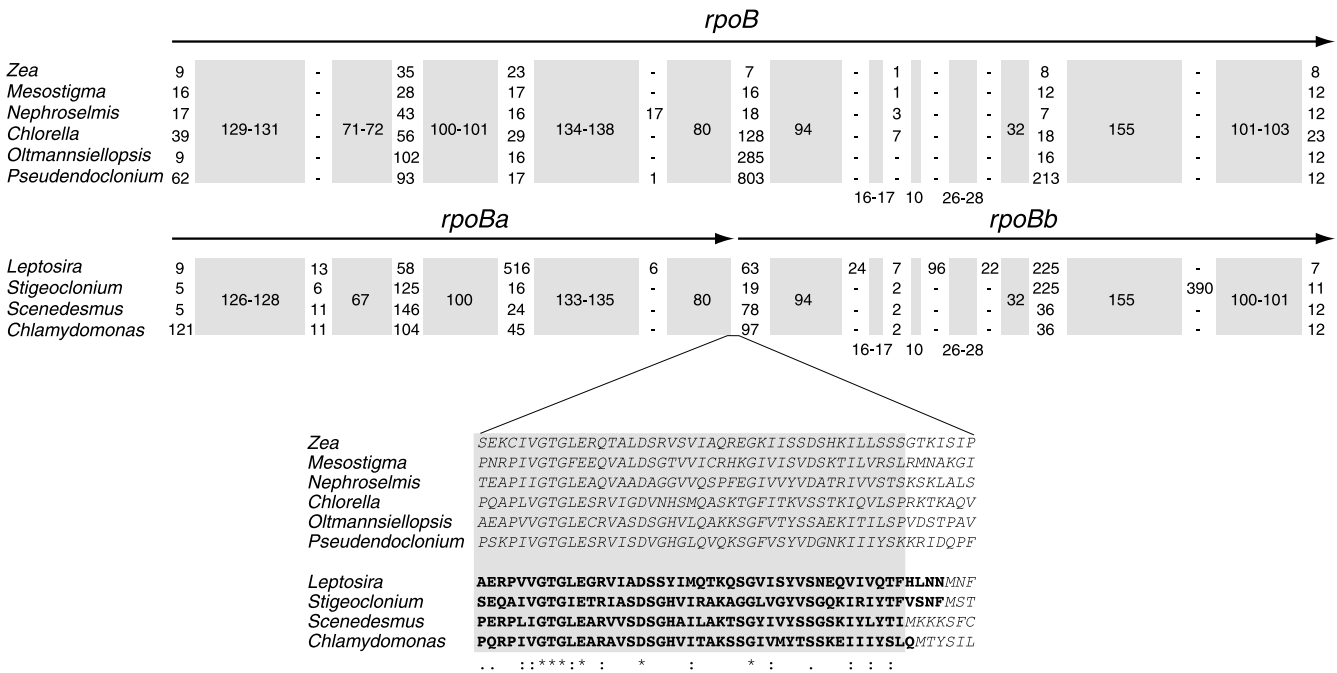 rpoB
Zea 9 - 35 23 - 7 - 1 - - 8 - 8
Mesostigma 16 - 28 17 - 16 - 1 - - 12 - 12
Nephroselmis 17 - 43 16 17 18 - 3 - - 7 - 12
Chlorella 39 129-131 - 71-72 56 100-101 29 134-138 - 80 128 94 - 7 - - 32 18 155 - 101-103 23
Oltmannsiellopsis 9 - 102 16 - 285 - - - - 16 - 12
Pseudendoclonium 62 - 93 17 1 803 - - - - 213 - 12
16-17 10 26-28
rpoBa rpoBb
Leptosira 9 13 58 516 6 63 24 7 96 22 225 - 7
Stigeoclonium 5 126-128 6 67 125 100 16 133-135 - 80 19 94 - 2 - - 32 225 155 390 100-101 11
Scenedesmus 5 11 146 24 - 78 - 2 - - 36 - 12
Chlamydomonas 121 11 104 45 - 97 - 2 - - 36 - 12
16-17 10 26-28
Zea SEKCIVGTGLERQTALDSRVSVIAQREGKIISSDSHKILLSSSGTKISIP
Mesostigma PNRPIVGTGFEEQVALDSGTVVICRHKGIVISVDSKTILVRSLRMNAKGI
Nephroselmis TEAPIIGTGLEAQVAADAGGVVQSPFEGIVVYVDATRIVVSTSKSKLALS
Chlorella PQAPLVGTGLESRVIGDVNHSMQASKTGFITKVSSTKIQVLSPRKTKAQV
Oltmannsiellopsis AEAPVVGTGLECRVASDSGHVLQAKKSGFVTYSSAEKITILSPVDSTPAV
Pseudendoclonium PSKPIVGTGLESRVISDVGHGLQVQKSGFVSYVDGNKIIIYSKKRIDQPF
Leptosira AERPVVGTGLEGRVIADSSYIMQTKQSGVISYVSNEQVIVQTFHLNNMNF
Stigeoclonium SEQAIVGTGIETRIASDSGHVIRAKAGGLVGYVSGQKIRIYTFVSNFMST
Scenedesmus PERPLIGTGLEARVVSDSGHAILAKTSGYIVYSSGSKIYLYTIMKKKSFC
Chlamydomonas PQRPIVGTGLEARAVSDSGHVITAKSSGIVMYTSSKEIIIYSLQMTYSIL
.. ::***:* : * : * : . : : :